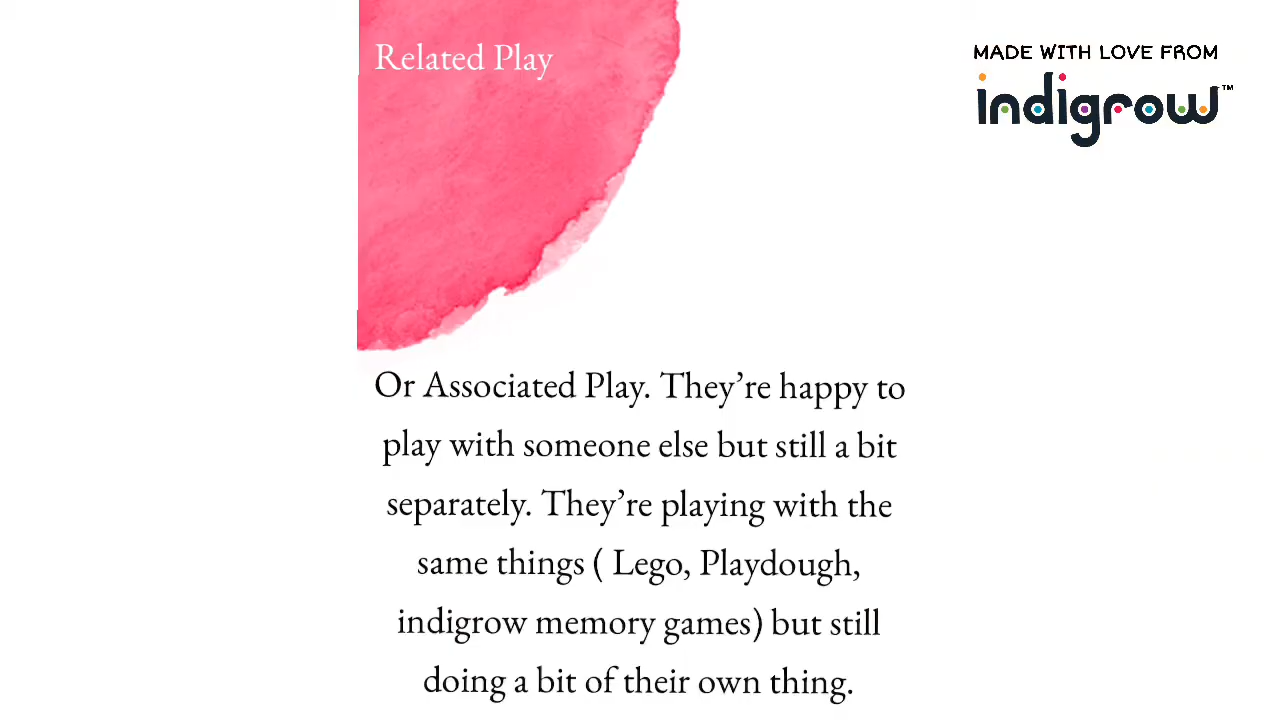 Related Play
MADE WITH LOVE FROM
indigrow™
Or Associated Play. They’re happy to
play with someone else but still a bit
separately. They’re playing with the
same things ( Lego, Playdough,
indigrow memory games) but still
doing a bit of their own thing.